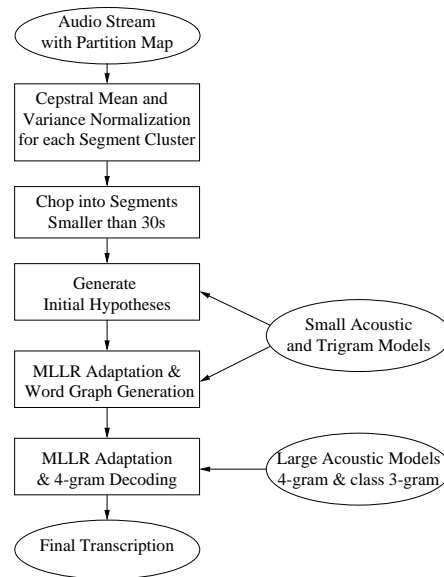 Audio Stream
with Partition Map
Cepstral Mean and
Variance Normalization
for each Segment Cluster
Chop into Segments
Smaller than 30s
Generate
Initial Hypotheses
Small Acoustic
and Trigram Models
MLLR Adaptation &
Word Graph Generation
MLLR Adaptation
& 4-gram Decoding
Large Acoustic Models
4-gram & class 3-gram
Final Transcription